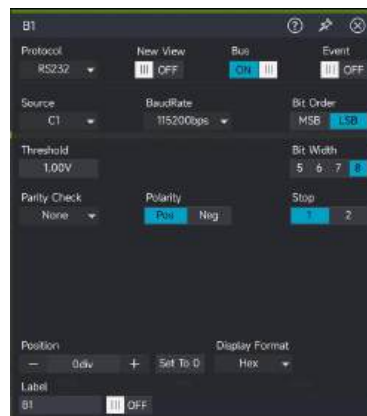 B1
Protocol New View Bus Event
RS232 OFF ON OFF
Source BaudRate Bit Order
C1 115200bps MSB LSB
Threshold Bit Width
1.00V 5 6 7 8
Parity Check Polarity Stop
None Pos Neg 1 2
Position Display Format
0div Set To 0 Hex
Label
B1 OFF